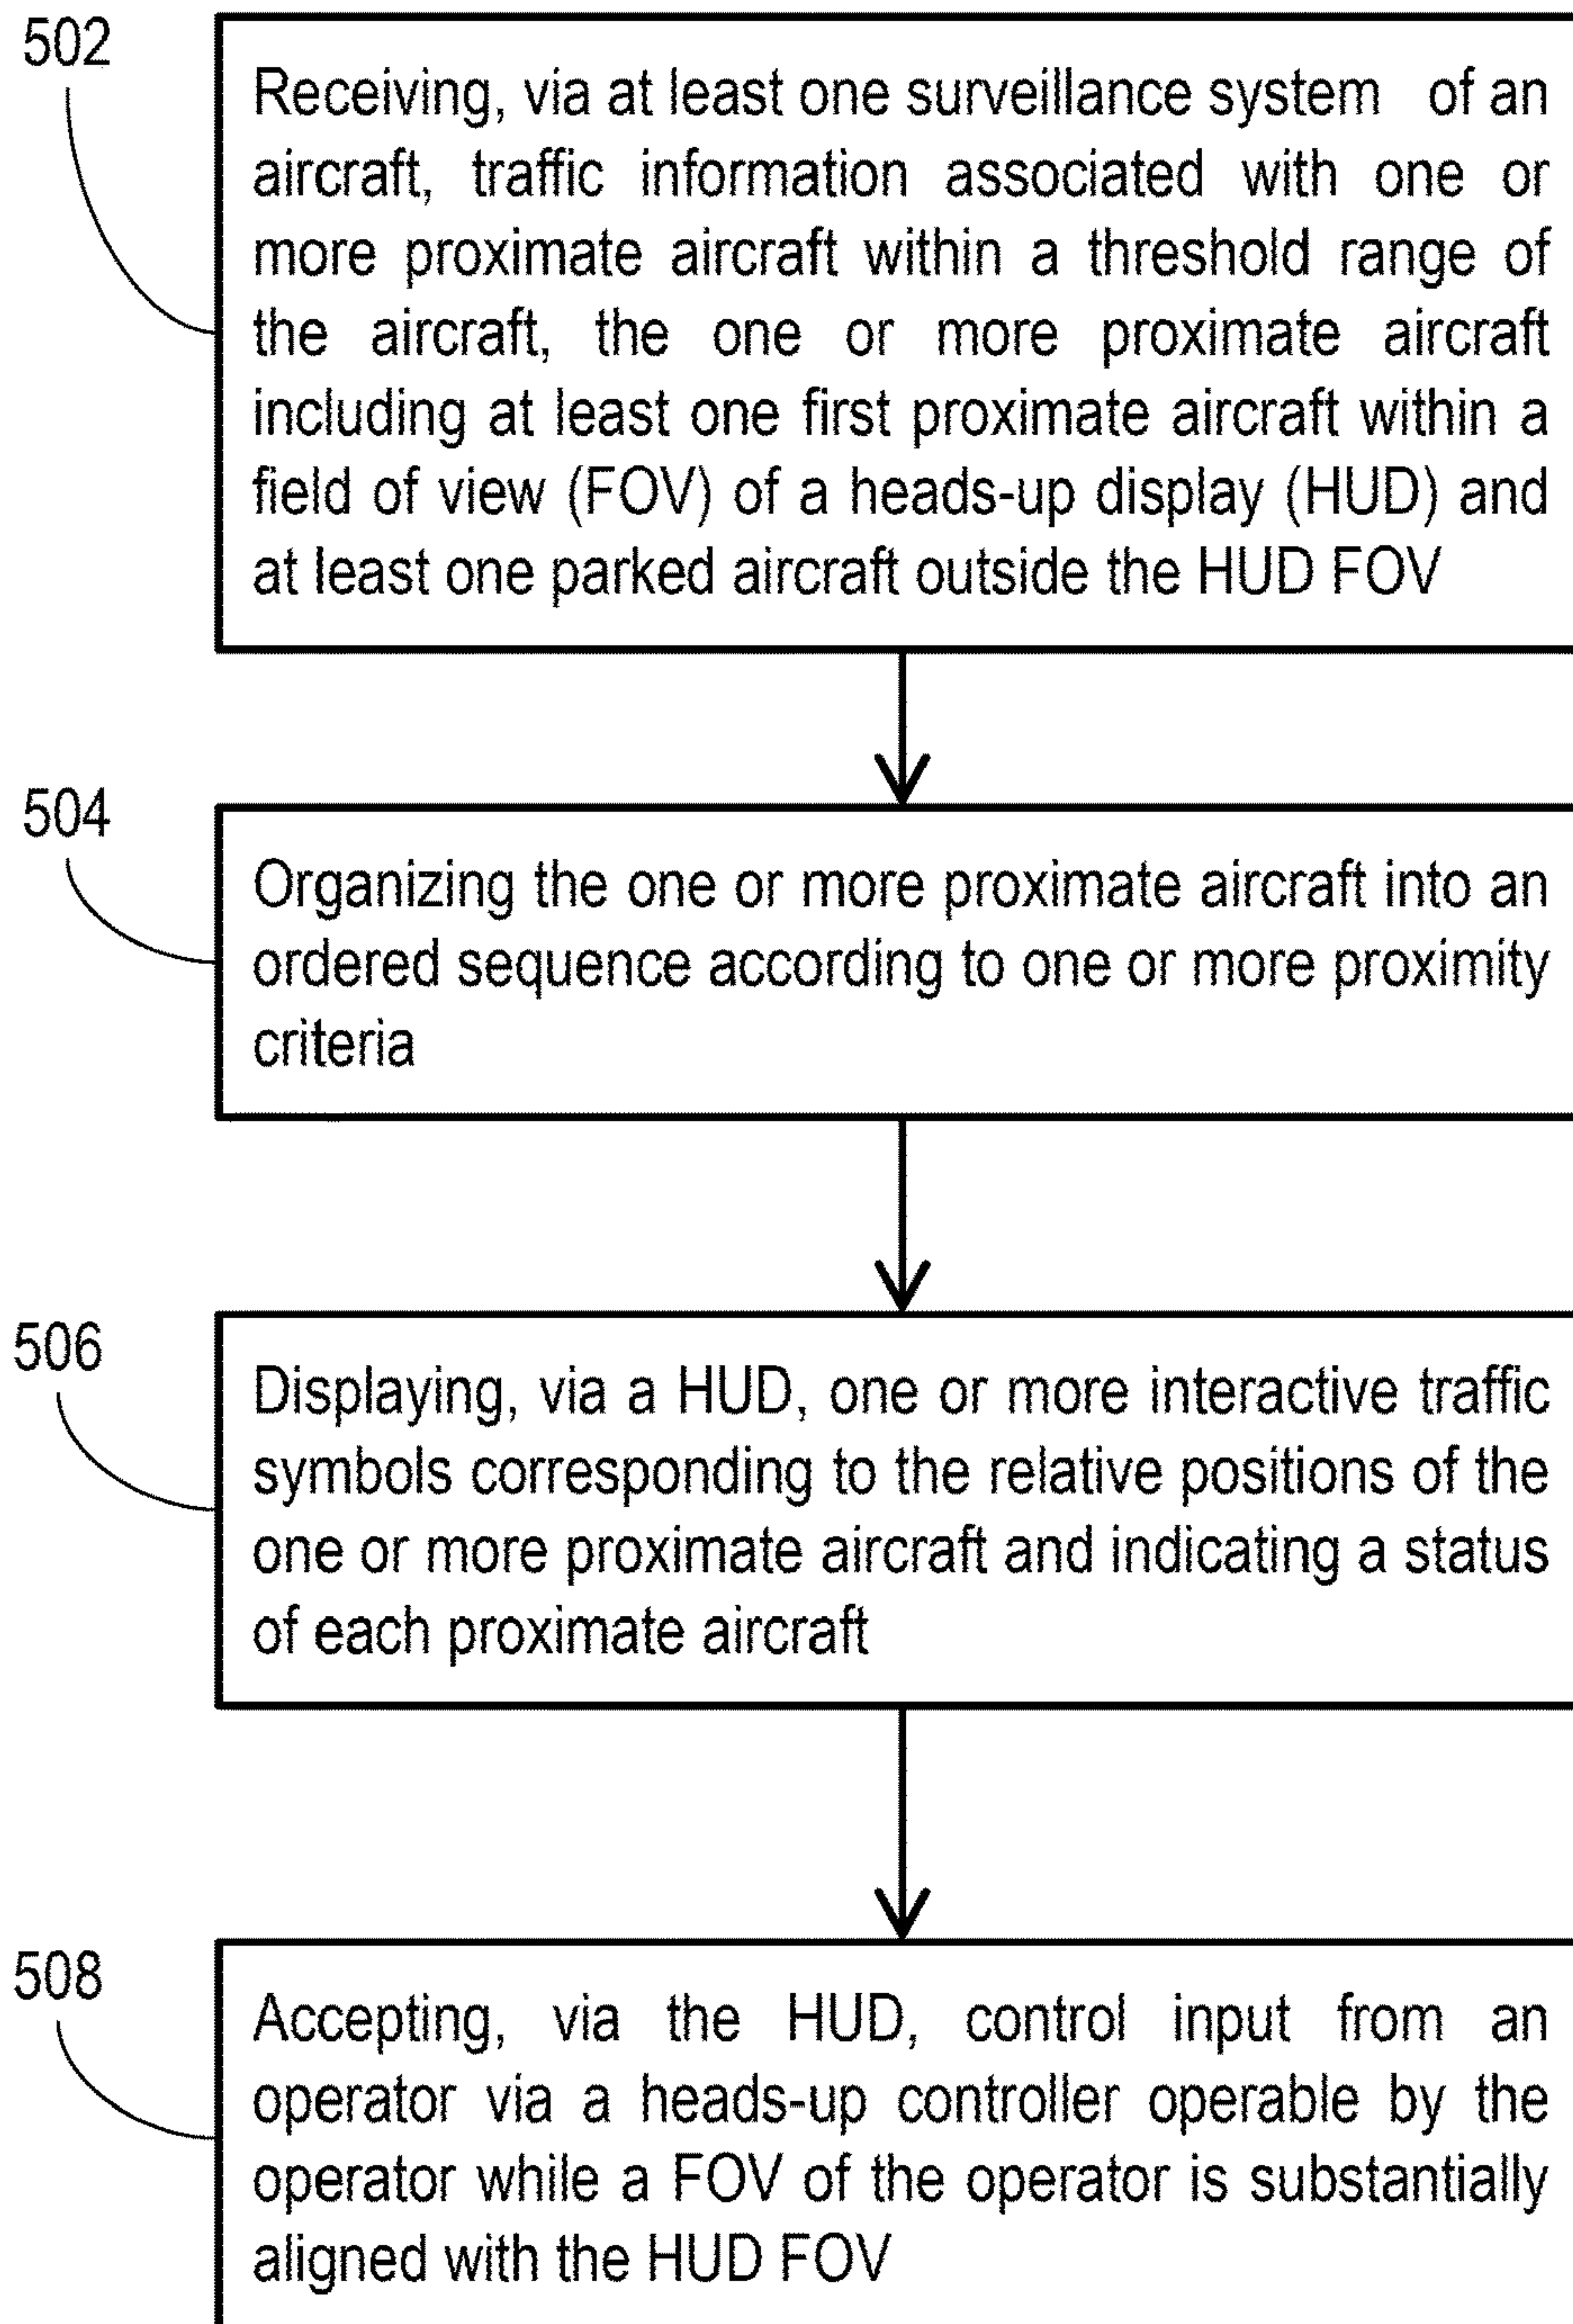 502
Receiving, via at least one surveillance system of an
aircraft, traffic information associated with one or
more proximate aircraft within a threshold range of
the aircraft, the one or more proximate aircraft
including at least one first proximate aircraft within a
field of view (FOV) of a heads-up display (HUD) and
at least one parked aircraft outside the HUD FOV
504
Organizing the one or more proximate aircraft into an
ordered sequence according to one or more proximity
criteria
506
Displaying, via a HUD, one or more interactive traffic
symbols corresponding to the relative positions of the
one or more proximate aircraft and indicating a status
of each proximate aircraft
508
Accepting, via the HUD, control input from an
operator via a heads-up controller operable by the
operator while a FOV of the operator is substantially
aligned with the HUD FOV